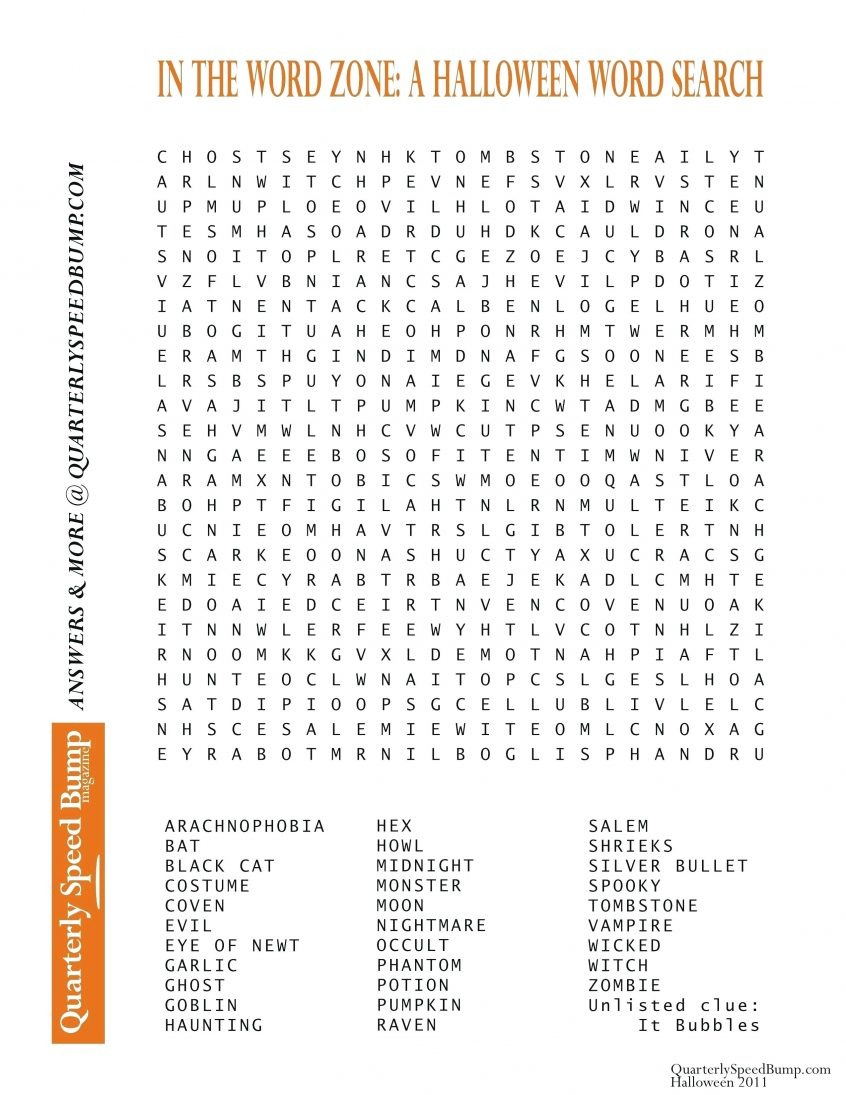 IN THE WORD ZONE: A HALLOWEEN WORD SEARCH
C H O S T S E Y N H K T O M B S T O N E A I L Y T
A R L N W I T C H P E V N E F S V X L R V S T E N
U P M U P L O E O V I L H L O T A I D W I N C E U
T E S M H A S O A D R D U H D K C A U L D R O N A
S N O I T O P L R E T C G E Z O E J C Y B A S R L
V Z F L V B N I A N C S A J H E V I L P D O T I Z
I A T N E N T A C K C A L B E N L O G E L H U E O
U B O G I T U A H E O H P O N R H M T W E R M H M
E R A M T H G I N D I M D N A F G S O O N E E S B
L R S B S P U Y O N A I E G E V K H E L A R I F I
A V A J I T L T P U M P K I N C W T A D M G B E E
S E H V M W L N H C V W C U T P S E N U O O K Y A
N N G A E E E B O S O F I T E N T I M W N I V E R
A R A M X N T O B I C S W M O E O O Q A S T L O A
B O H P T F I G I L A H T N L R N M U L T E I K C
U C N I E O M H A V T R S L G I B T O L E R T N H
S C A R K E O O N A S H U C T Y A X U C R A C S G
K M I E C Y R A B T R B A E J E K A D L C M H T E
E D O A I E D C E I R T N V E N C O V E N U O A K
I T N N W L E R F E E W Y H T L V C O T N H L Z I
R N O O M K K G V X L D E M O T N A H P I A F T L
H U N T E O C L W N A I T O P C S L G E S L H O A
S A T D I P I O O P S G C E L L U B L I V L E L C
N H S C E S A L E M I E W I T E O M L C N O X A G
E Y R A B O T M R N I L B O G L I S P H A N D R U
ARACHNOPHOBIA
BAT
BLACK CAT
COSTUME
COVEN
EVIL
EYE OF NEWT
GARLIC
GHOST
GOBLIN
HAUNTING
HEX
HOWL
MIDNIGHT
MONSTER
MOON
NIGHTMARE
OCCULT
PHANTOM
POTION
PUMPKIN
RAVEN
SALEM
SHRIEKS
SILVER BULLET
SPOOKY
TOMBSTONE
VAMPIRE
WICKED
WITCH
ZOMBIE
Unlisted clue:
It Bubbles
ANSWERS & MORE @ QUARTERLYSPEEDBUMP.COM
Quarterly Speed Bump
magazine
QuarterlySpeedBump.com
Halloween 2011